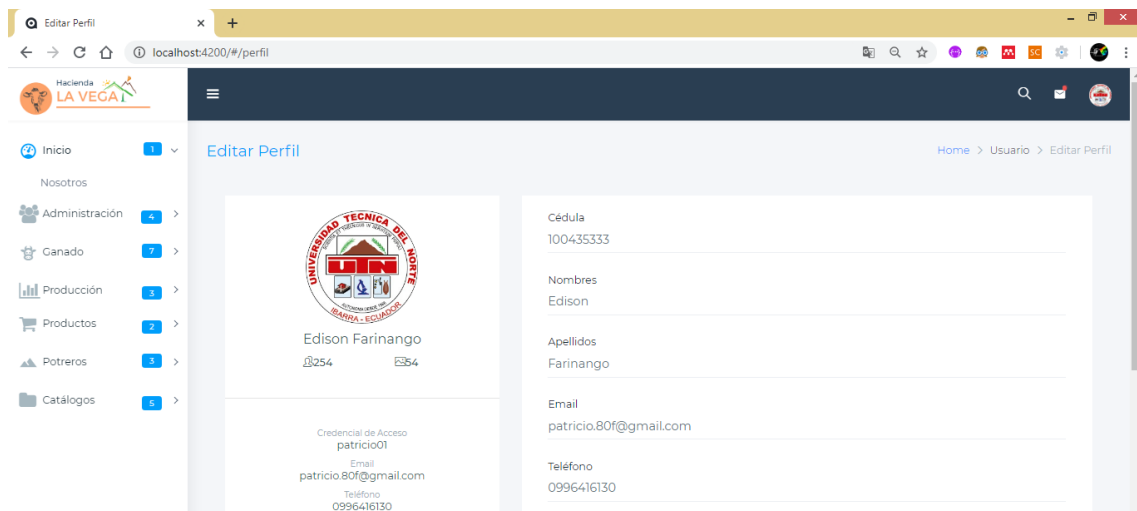 Editar Perfil
localhost:4200/#/perfil
SC
Hacienda
LA VEGA
Inicio 1
Nosotros
Administración 4
Ganado 7
Producción 3
Productos 2
Potreros 3
Catálogos 5
Editar Perfil
Home > Usuario > Editar Perfil
UNIVERSIDAD TECNICA DEL NORTE
UTN
IBARRA - ECUADOR
Edison Farinango
254 54
Credencial de Acceso
patricio01
Email
patricio.80f@gmail.com
Teléfono
0996416130
Cédula
100435333
Nombres
Edison
Apellidos
Farinango
Email
patricio.80f@gmail.com
Teléfono
0996416130